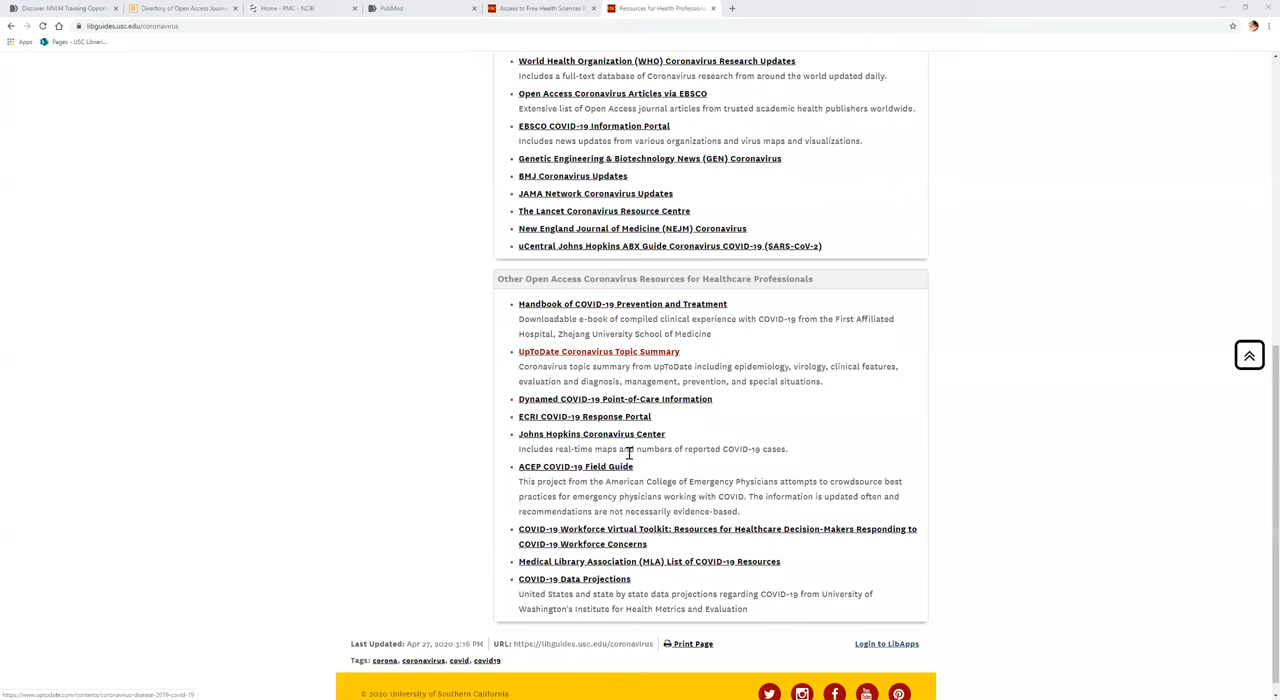 Discover NNLM Training Opport
Directory of Open Access Journa
Home - PMC - NCBI
PubMed
Access to Free Health Sciences R
Resources for Health Professiona
libguides.usc.edu/coronavirus
Apps
Pages - USC Librari...
World Health Organization (WHO) Coronavirus Research Updates
Includes a full-text database of Coronavirus research from around the world updated daily.
Open Access Coronavirus Articles via EBSCO
Extensive list of Open Access journal articles from trusted academic health publishers worldwide.
EBSCO COVID-19 Information Portal
Includes news updates from various organizations and virus maps and visualizations.
Genetic Engineering & Biotechnology News (GEN) Coronavirus
BMJ Coronavirus Updates
JAMA Network Coronavirus Updates
The Lancet Coronavirus Resource Centre
New England Journal of Medicine (NEJM) Coronavirus
uCentral Johns Hopkins ABX Guide Coronavirus COVID-19 (SARS-CoV-2)
Other Open Access Coronavirus Resources for Healthcare Professionals
Handbook of COVID-19 Prevention and Treatment
Downloadable e-book of compiled clinical experience with COVID-19 from the First Affiliated
Hospital, Zhejang University School of Medicine
UpToDate Coronavirus Topic Summary
Coronavirus topic summary from UpToDate including epidemiology, virology, clinical features,
evaluation and diagnosis, management, prevention, and special situations.
Dynamed COVID-19 Point-of-Care Information
ECRI COVID-19 Response Portal
Johns Hopkins Coronavirus Center
Includes real-time maps and numbers of reported COVID-19 cases.
ACEP COVID-19 Field Guide
This project from the American College of Emergency Physicians attempts to crowdsource best
practices for emergency physicians working with COVID. The information is updated often and
recommendations are not necessarily evidence-based.
COVID-19 Workforce Virtual Toolkit: Resources for Healthcare Decision-Makers Responding to
COVID-19 Workforce Concerns
Medical Library Association (MLA) List of COVID-19 Resources
COVID-19 Data Projections
United States and state by state data projections regarding COVID-19 from University of
Washington's Institute for Health Metrics and Evaluation
Last Updated: Apr 27, 2020 3:16 PM URL: https://libguides.usc.edu/coronavirus Print Page Login to LibApps
Tags: corona, coronavirus, covid, covid19
© 2020 University of Southern California
https://www.uptodate.com/contents/coronavirus-disease-2019-covid-19